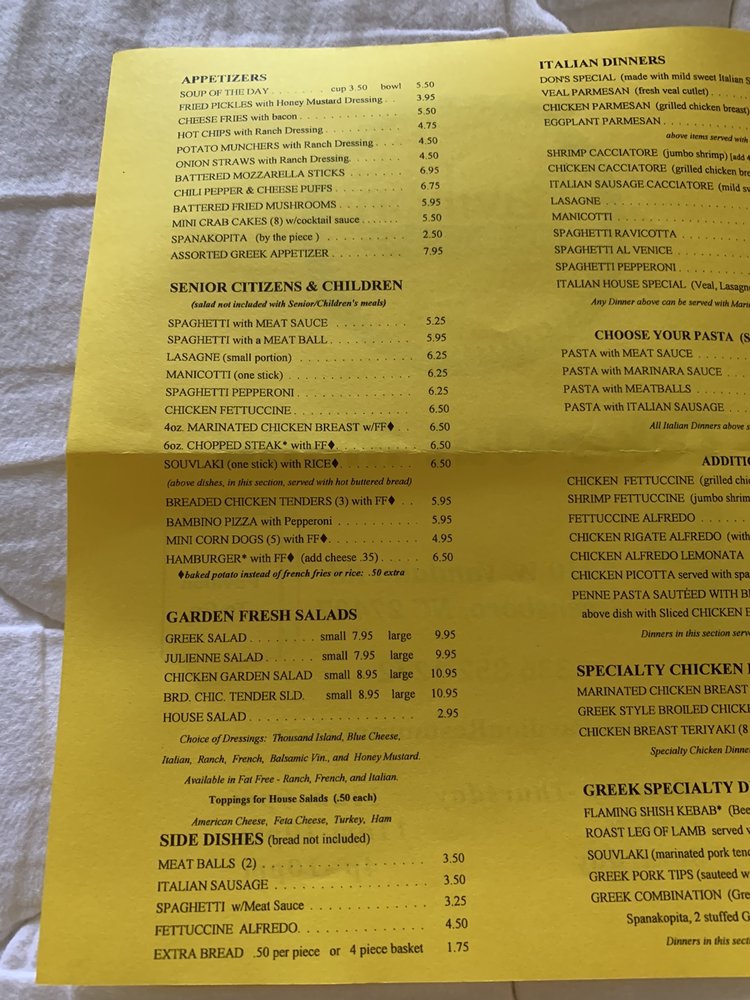 APPETIZERS
SOUP OF THE DAY . . . . . . . cup 3.50 bowl 5.50
FRIED PICKLES with Honey Mustard Dressing . . 3.95
CHEESE FRIES with bacon . . . . . . . . . . . . . . . 5.50
HOT CHIPS with Ranch Dressing . . . . . . . . . . . 4.75
POTATO MUNCHERS with Ranch Dressing . . . . 4.50
ONION STRAWS with Ranch Dressing. . . . . . . . 4.50
BATTERED MOZZARELLA STICKS . . . . . . . . . 6.95
CHILI PEPPER & CHEESE PUFFS . . . . . . . . . . 6.75
BATTERED FRIED MUSHROOMS . . . . . . . . . . 5.95
MINI CRAB CAKES (8) w/cocktail sauce . . . . . . 5.50
SPANAKOPITA (by the piece ) . . . . . . . . . . . . 2.50
ASSORTED GREEK APPETIZER . . . . . . . . . . . 7.95
SENIOR CITIZENS & CHILDREN
(salad not included with Senior/Children's meals)
SPAGHETTI with MEAT SAUCE . . . . . . . . . . 5.25
SPAGHETTI with a MEAT BALL . . . . . . . . . . . 5.95
LASAGNE (small portion) . . . . . . . . . . . . . . . 6.25
MANICOTTI (one stick) . . . . . . . . . . . . . . . . . 6.25
SPAGHETTI PEPPERONI . . . . . . . . . . . . . . . . 6.25
CHICKEN FETTUCCINE . . . . . . . . . . . . . . . . 6.50
4oz. MARINATED CHICKEN BREAST w/FF♦ . . 6.50
6oz. CHOPPED STEAK* with FF♦. . . . . . . . . . 6.50
SOUVLAKI (one stick) with RICE♦. . . . . . . . . . 6.50
(above dishes, in this section, served with hot buttered bread)
BREADED CHICKEN TENDERS (3) with FF♦ . . 5.95
BAMBINO PIZZA with Pepperoni . . . . . . . . . . 5.95
MINI CORN DOGS (5) with FF♦. . . . . . . . . . . 4.95
HAMBURGER* with FF♦ (add cheese .35) . . . . . 6.50
♦baked potato instead of french fries or rice: .50 extra
GARDEN FRESH SALADS
GREEK SALAD . . . . . . . . small 7.95 large 9.95
JULIENNE SALAD . . . . . . small 7.95 large 9.95
CHICKEN GARDEN SALAD small 8.95 large 10.95
BRD. CHIC. TENDER SLD. small 8.95 large 10.95
HOUSE SALAD . . . . . . . . . . . . . . . . . . . . 2.95
Choice of Dressings: Thousand Island, Blue Cheese,
Italian, Ranch, French, Balsamic Vin., and Honey Mustard.
Available in Fat Free - Ranch, French, and Italian.
Toppings for House Salads (.50 each)
American Cheese, Feta Cheese, Turkey, Ham
SIDE DISHES (bread not included)
MEAT BALLS (2) . . . . . . . . . . . . . . . . . . . 3.50
ITALIAN SAUSAGE . . . . . . . . . . . . . . . . . . 3.50
SPAGHETTI w/Meat Sauce . . . . . . . . . . . . . 3.25
FETTUCCINE ALFREDO. . . . . . . . . . . . . . . 4.50
EXTRA BREAD .50 per piece or 4 piece basket 1.75
ITALIAN DINNERS
DON'S SPECIAL (made with mild sweet Italian
VEAL PARMESAN (fresh veal cutlet) . . . .
CHICKEN PARMESAN (grilled chicken breast)
EGGPLANT PARMESAN . . . . . . . . . . .
above items served with
SHRIMP CACCIATORE (jumbo shrimp) [add
CHICKEN CACCIATORE (grilled chicken
ITALIAN SAUSAGE CACCIATORE (mild
LASAGNE . . . . . . . . . . . . . . . . .
MANICOTTI . . . . . . . . . . . . . . . .
SPAGHETTI RAVICOTTA . . . . . . . . .
SPAGHETTI AL VENICE . . . . . . . . . .
SPAGHETTI PEPPERONI . . . . . . . . . .
ITALIAN HOUSE SPECIAL (Veal,
Any Dinner above can be served with
CHOOSE YOUR PASTA
PASTA with MEAT SAUCE . . . . . . .
PASTA with MARINARA SAUCE . . . .
PASTA with MEATBALLS . . . . . . . .
PASTA with ITALIAN SAUSAGE . . . .
All Italian Dinners above
CHICKEN FETTUCCINE (grilled
SHRIMP FETTUCCINE (jumbo
FETTUCCINE ALFREDO . . . . . .
CHICKEN RIGATE ALFREDO (with
CHICKEN ALFREDO LEMONATA
CHICKEN PICOTTA served with
PENNE PASTA SAUTÉED WITH
above dish with Sliced CHICKEN
Dinners in this section
SPECIALTY CHICKEN
MARINATED CHICKEN BREAST
GREEK STYLE BROILED
CHICKEN BREAST TERIYAKI (8
Specialty Chicken
GREEK SPECIALTY
FLAMING SHISH KEBAB*
ROAST LEG OF LAMB served
SOUVLAKI (marinated pork
GREEK PORK TIPS (sauteed
GREEK COMBINATION
Spanakopita, 2 stuffed
Dinners in this